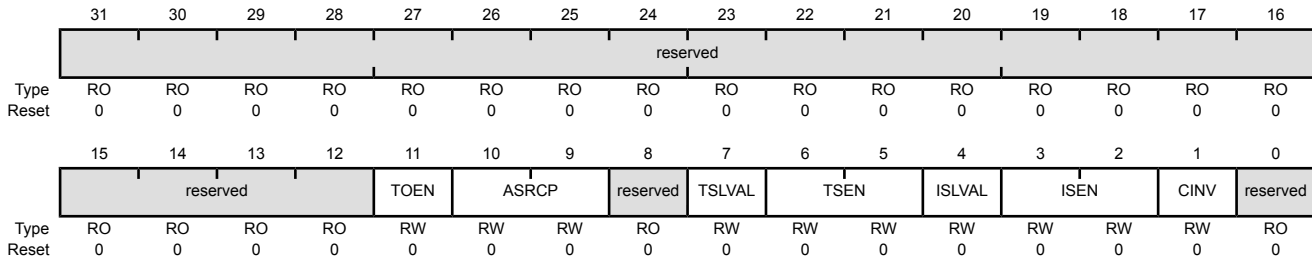 31 30 29 28 27 26 25 24 23 22 21 20 19 18 17 16
reserved
Type RO RO RO RO RO RO RO RO RO RO RO RO RO RO RO RO
Reset 0 0 0 0 0 0 0 0 0 0 0 0 0 0 0 0
15 14 13 12 11 10 9 8 7 6 5 4 3 2 1 0
reserved TOEN ASRCP reserved TSLVAL TSEN ISLVAL ISEN CINV reserved
Type RO RO RO RO RW RW RW RO RW RW RW RW RW RW RW RO
Reset 0 0 0 0 0 0 0 0 0 0 0 0 0 0 0 0